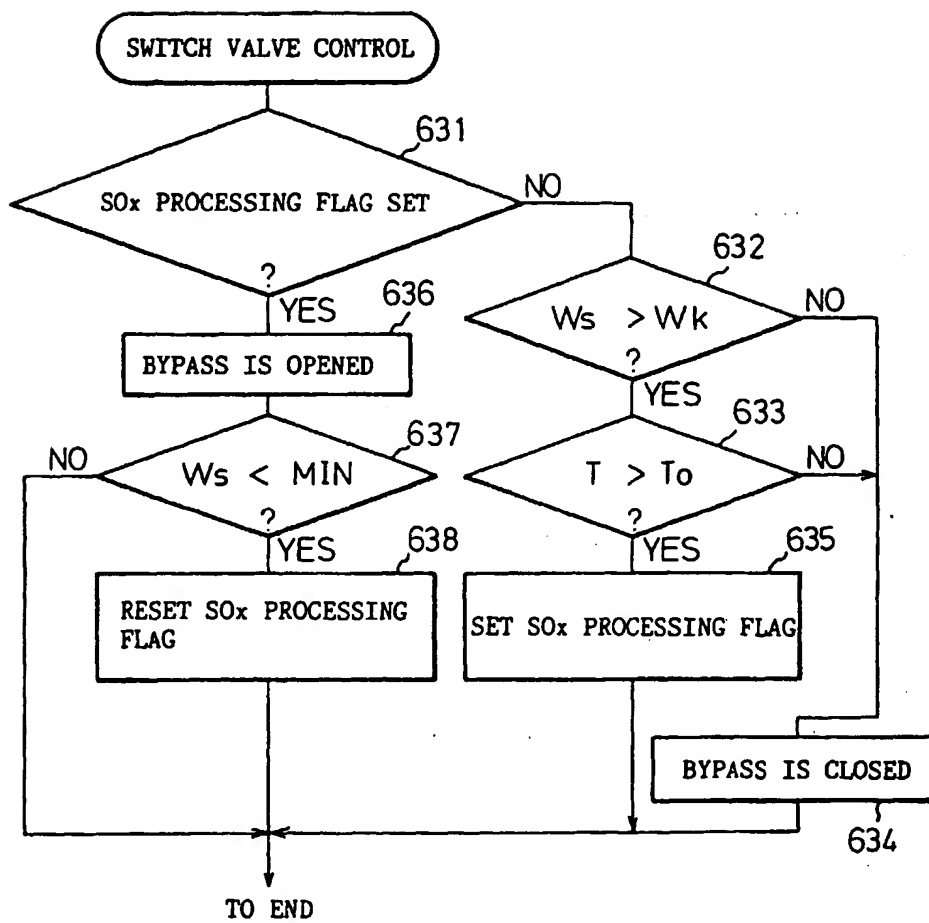 SWITCH VALVE CONTROL
631
SOx PROCESSING FLAG SET
?
NO
YES
636
BYPASS IS OPENED
632
Ws > Wk
?
NO
YES
637
NO
Ws < MIN
?
YES
633
T > To
?
NO
YES
638
RESET SOx PROCESSING
FLAG
635
SET SOx PROCESSING FLAG
BYPASS IS CLOSED
634
TO END